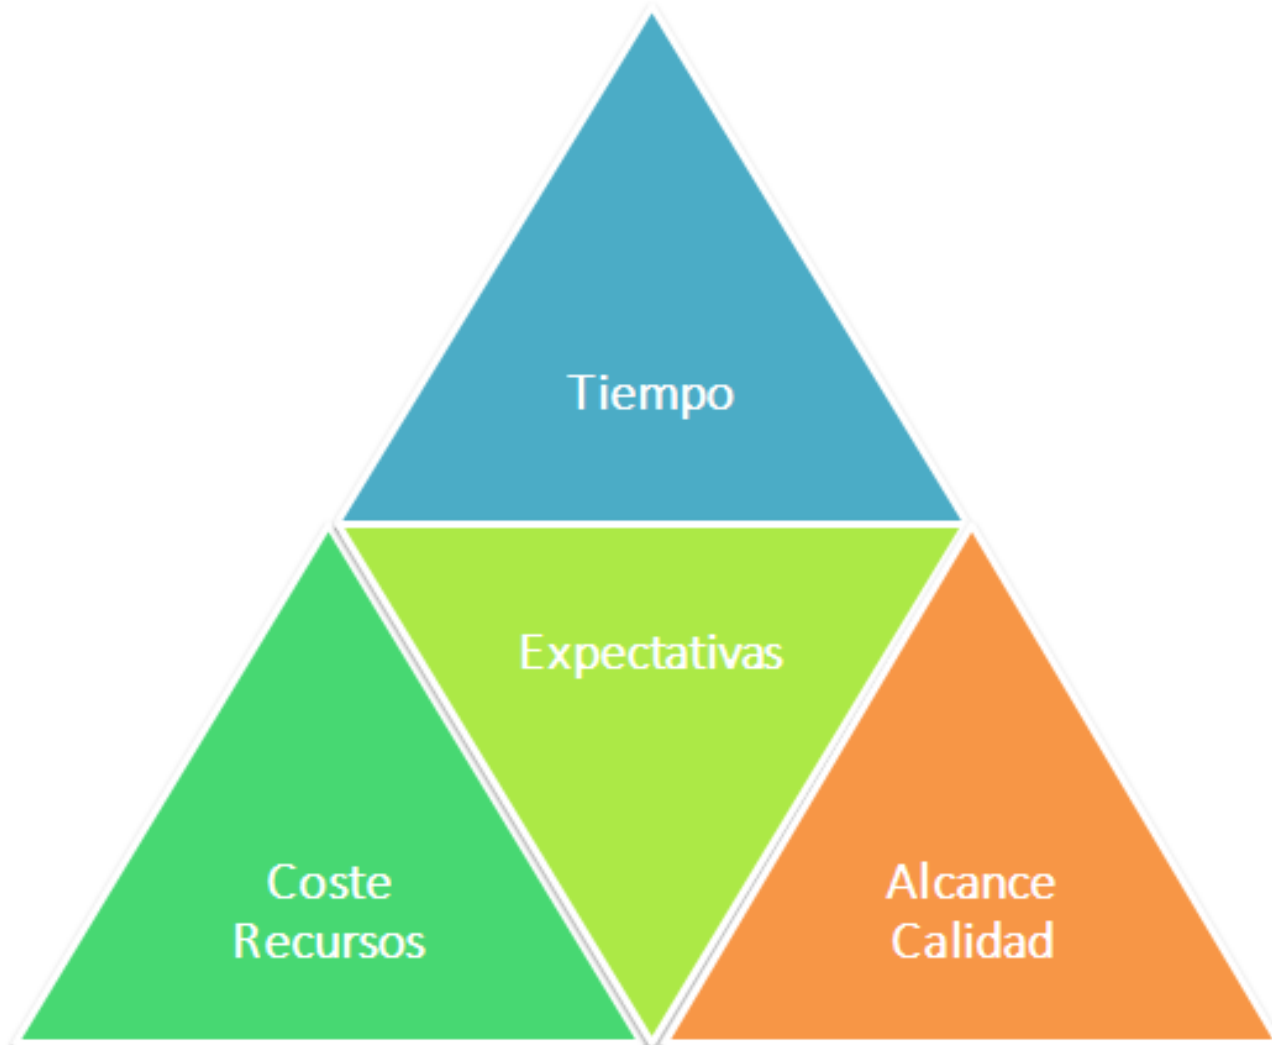 Tiempo
Expectativas
Coste
Recursos
Alcance
Calidad